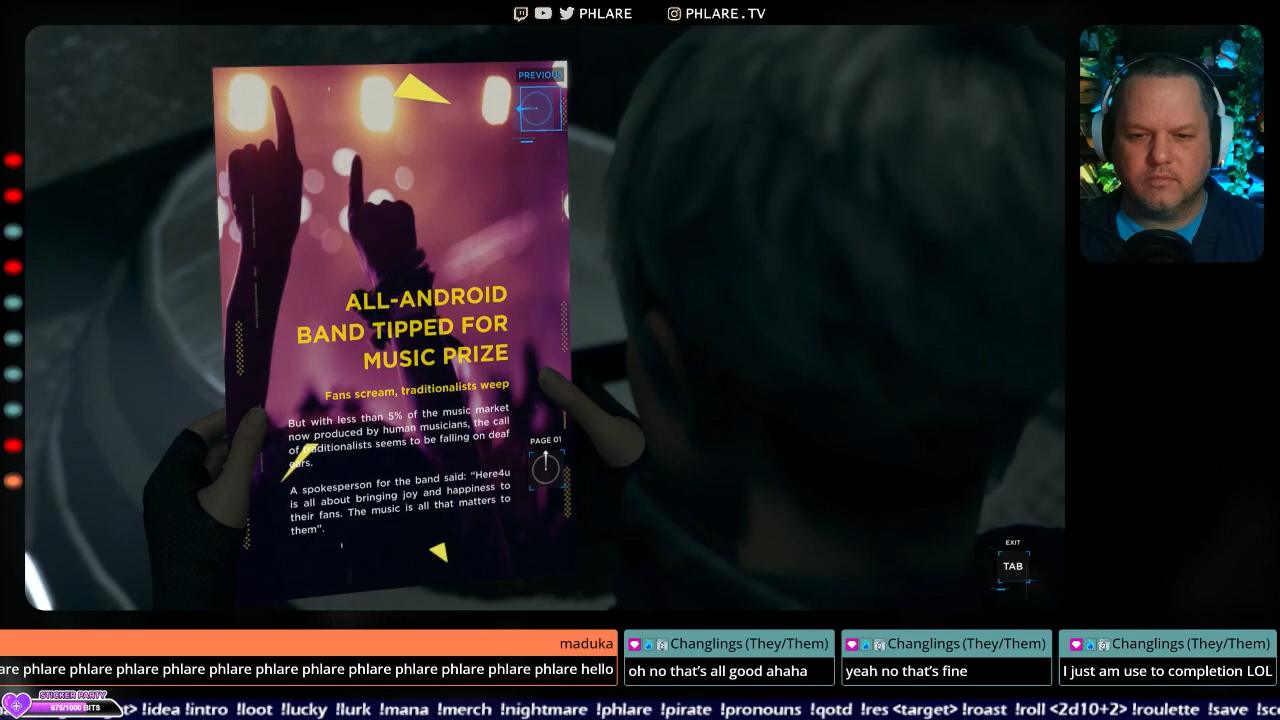 PHLARE
PHLARE.TV
PREVIOUS
ALL-ANDROID
BAND TIPPED FOR
MUSIC PRIZE
Fans scream, traditionalists weep
But with less than 5% of the music market
now produced by human musicians, the call
of traditionalists seems to be falling on deaf
ears.
A spokesperson for the band said: "Here4u
is all about bringing joy and happiness to
their fans. The music is all that matters to
them".
PAGE 01
EXIT
TAB
maduka
are phlare phlare phlare phlare phlare phlare phlare phlare phlare phlare phlare phlare hello
Changlings (They/Them)
oh no that's all good ahaha
Changlings (They/Them)
yeah no that's fine
Changlings (They/Them)
I just am use to completion LOL
STICKER PARTY
675/1000 BITS
!idea !intro !loot !lucky !lurk !mana !merch !nightmare !phlare !pirate !pronouns !qotd !res <target> !roast !roll <2d10+2> !roulette !save